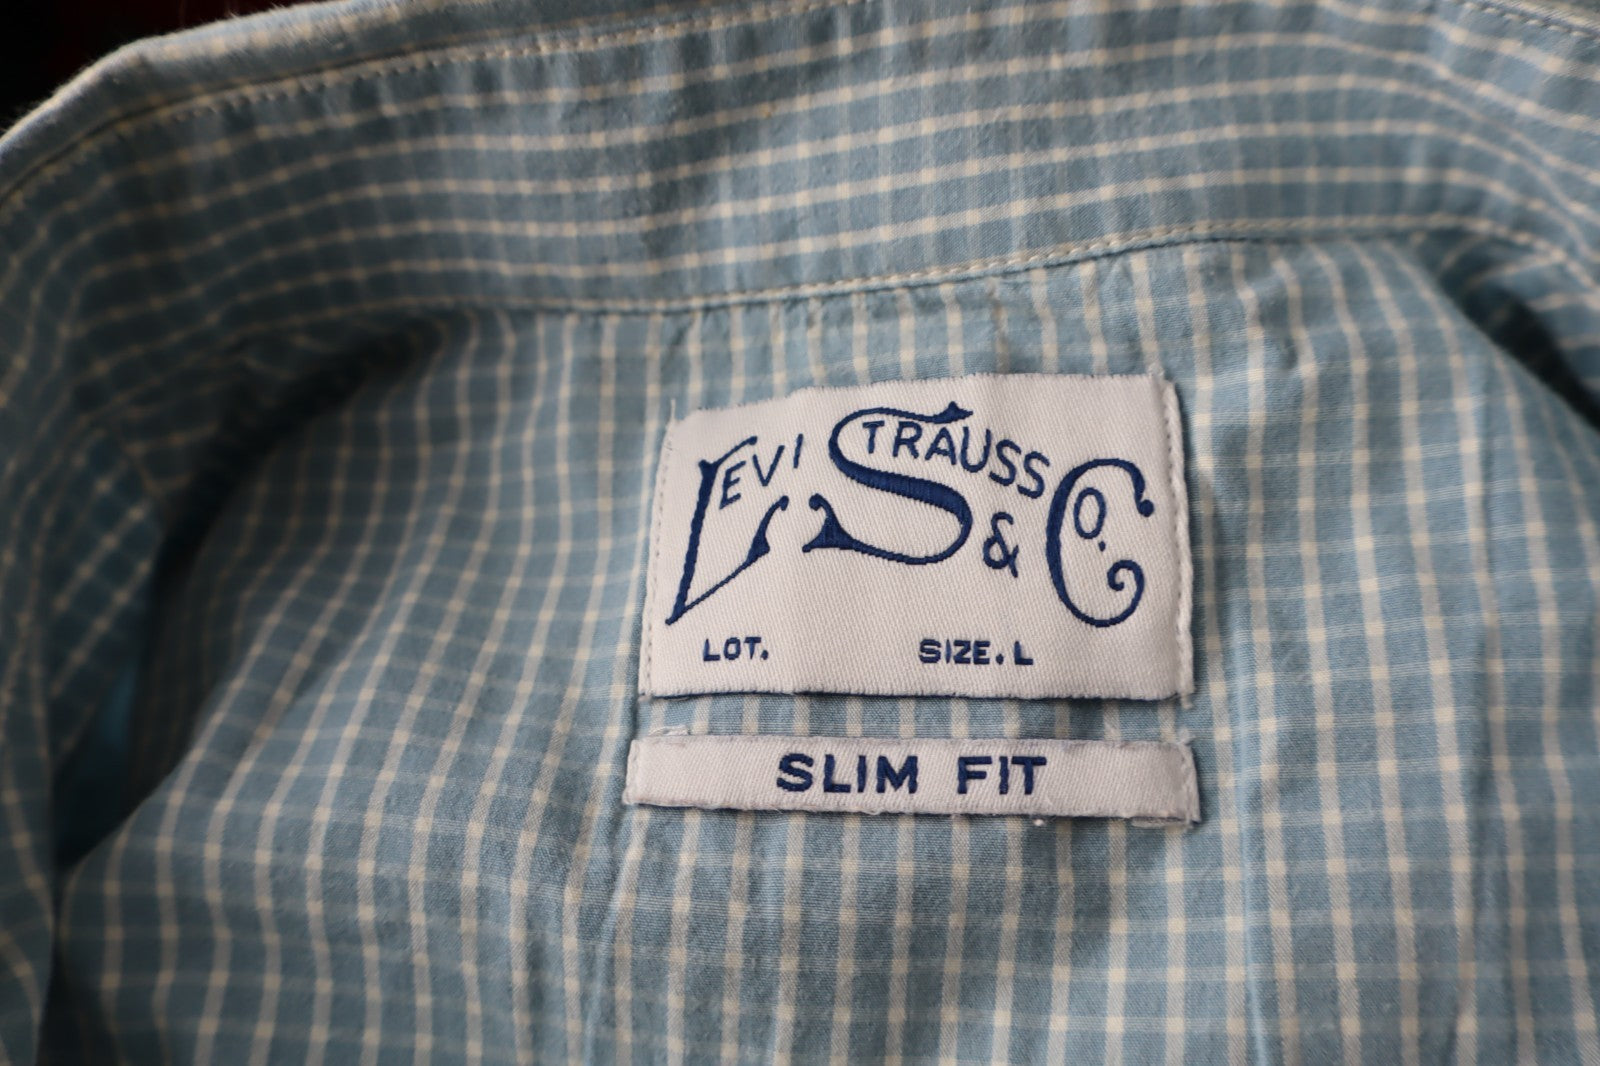 LEVI STRAUSS & CO.
LOT. SIZE. L
SLIM FIT